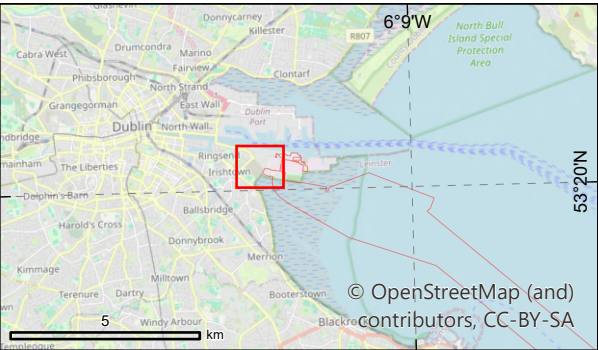 Donnycarney
Glasnevin
Killester
6°9'W
North Bull
Island Special
Protection
Area
R807
Cabra West
Drumcondra
Marino
Fairview
Clontarf
Phibsborough
North Strand
Grangegorman
East Wall
Dublin
Port
Dublin
North Wall
Ringsend
Leinster
The Liberties
Irishtown
Dolphin's Barn
53°20'N
Ballsbridge
Harold's Cross
Donnybrook
Merrion
Kimmage
Milltown
Terenure
Dartry
Booterstown
Windy Arbour
5
km
© OpenStreetMap (and)
contributors, CC-BY-SA